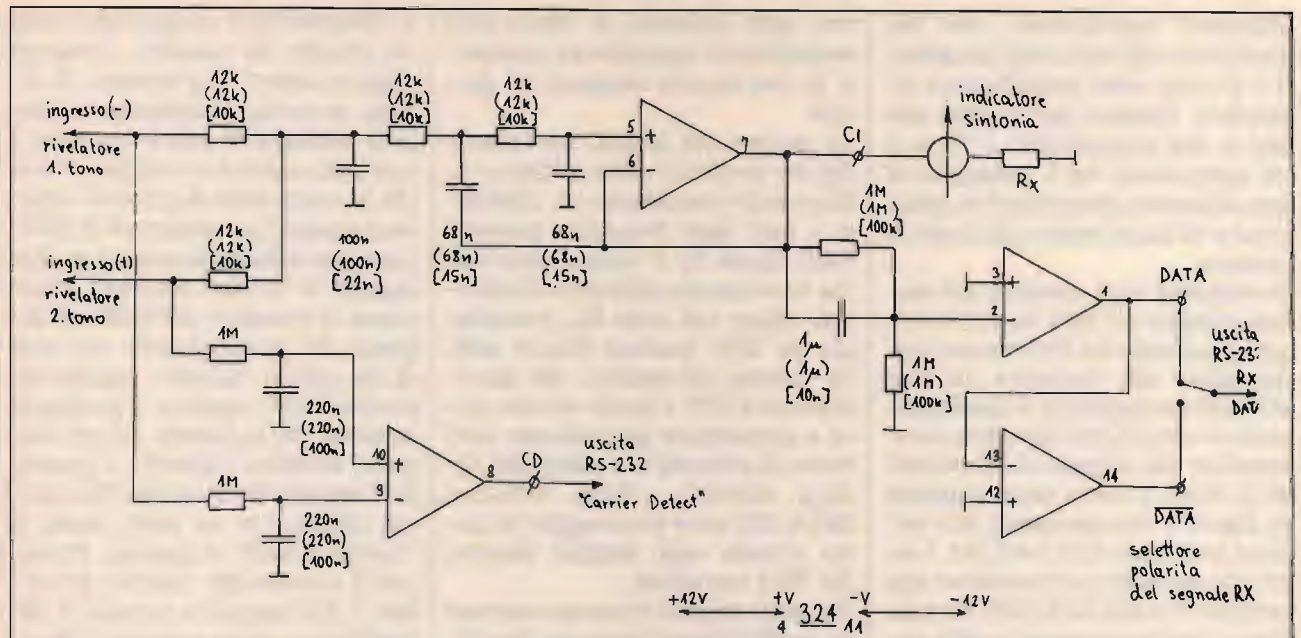 12k
(12k)
[10k]
12k
(12k)
[10k]
12k
(12k)
[10k]
ingresso(-)
rivelatore
1. tono
5
+
6
-
7
CI
indicatore
sintonia
Rx
12k
(12k)
[10k]
100n
(100n)
[22n]
68n
(68n)
[15n]
68n
(68n)
[15n]
1M
(1M)
[100k]
ingresso(+)
rivelatore
2. tono
3
+
2
-
1
DATA
1M
1µ
(1µ)
[10n]
1M
(1M)
[100k]
uscita
RS-23
RX
DAT
220n
(220n)
[100n]
10
+
9
-
8
CD
uscita
RS-232
"Carrier Detect"
13
-
12
+
14
DATA
1M
220n
(220n)
[100n]
selettore
polarita
del segnale RX
+12V
+V
4
324
-V
11
-12V